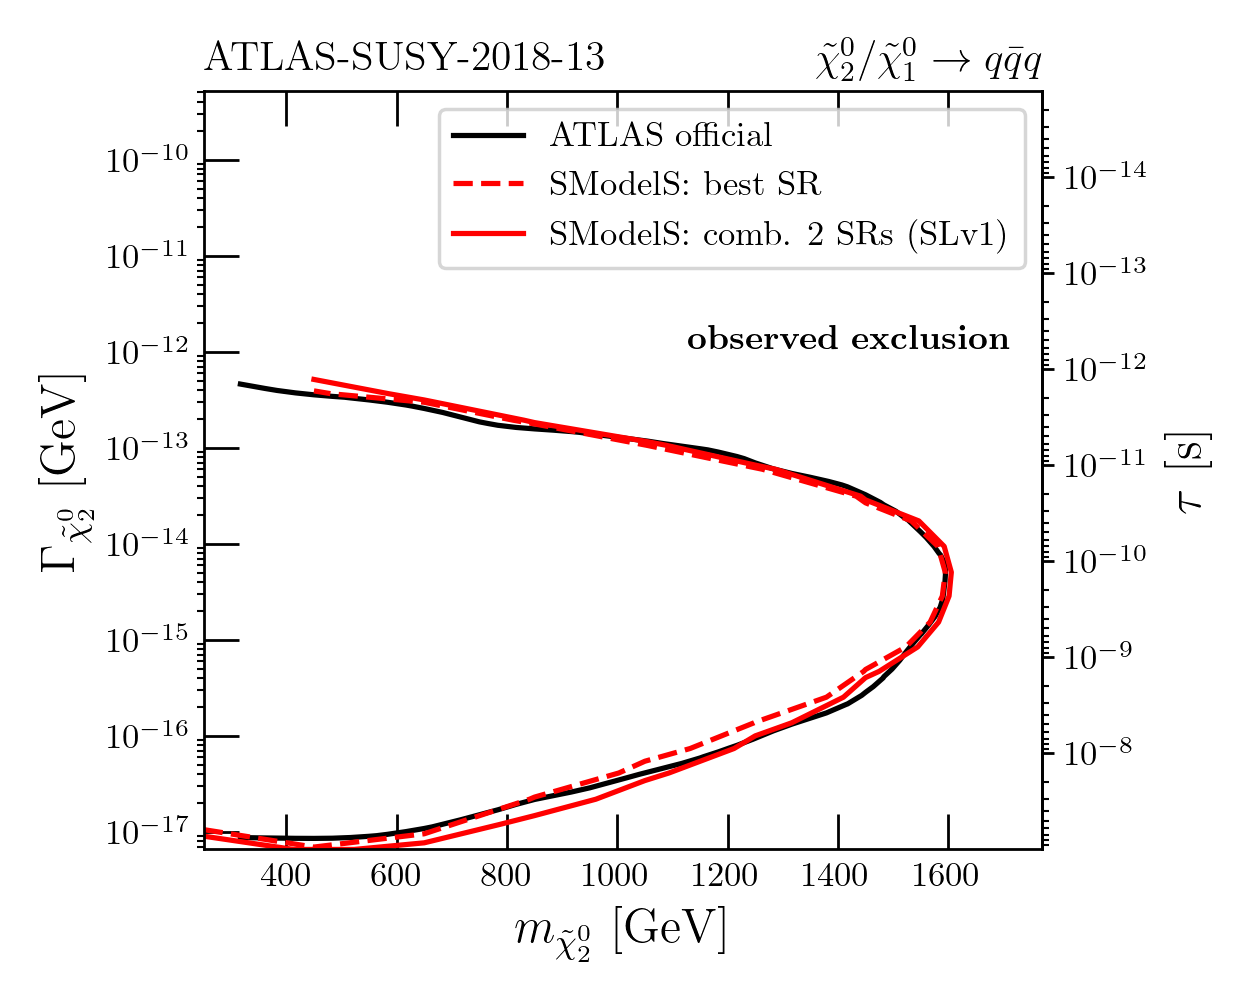 ATLAS-SUSY-2018-13
χ̃⁰₂/χ̃⁰₁ → qq̄q
ATLAS official
SModelS: best SR
SModelS: comb. 2 SRs (SLv1)
observed exclusion
Γχ̃⁰₂ [GeV]
10⁻¹⁰
10⁻¹¹
10⁻¹²
10⁻¹³
10⁻¹⁴
10⁻¹⁵
10⁻¹⁶
10⁻¹⁷
10⁻¹⁴
10⁻¹³
10⁻¹²
10⁻¹¹
10⁻¹⁰
10⁻⁹
10⁻⁸
τ [s]
400 600 800 1000 1200 1400 1600
mχ̃⁰₂ [GeV]